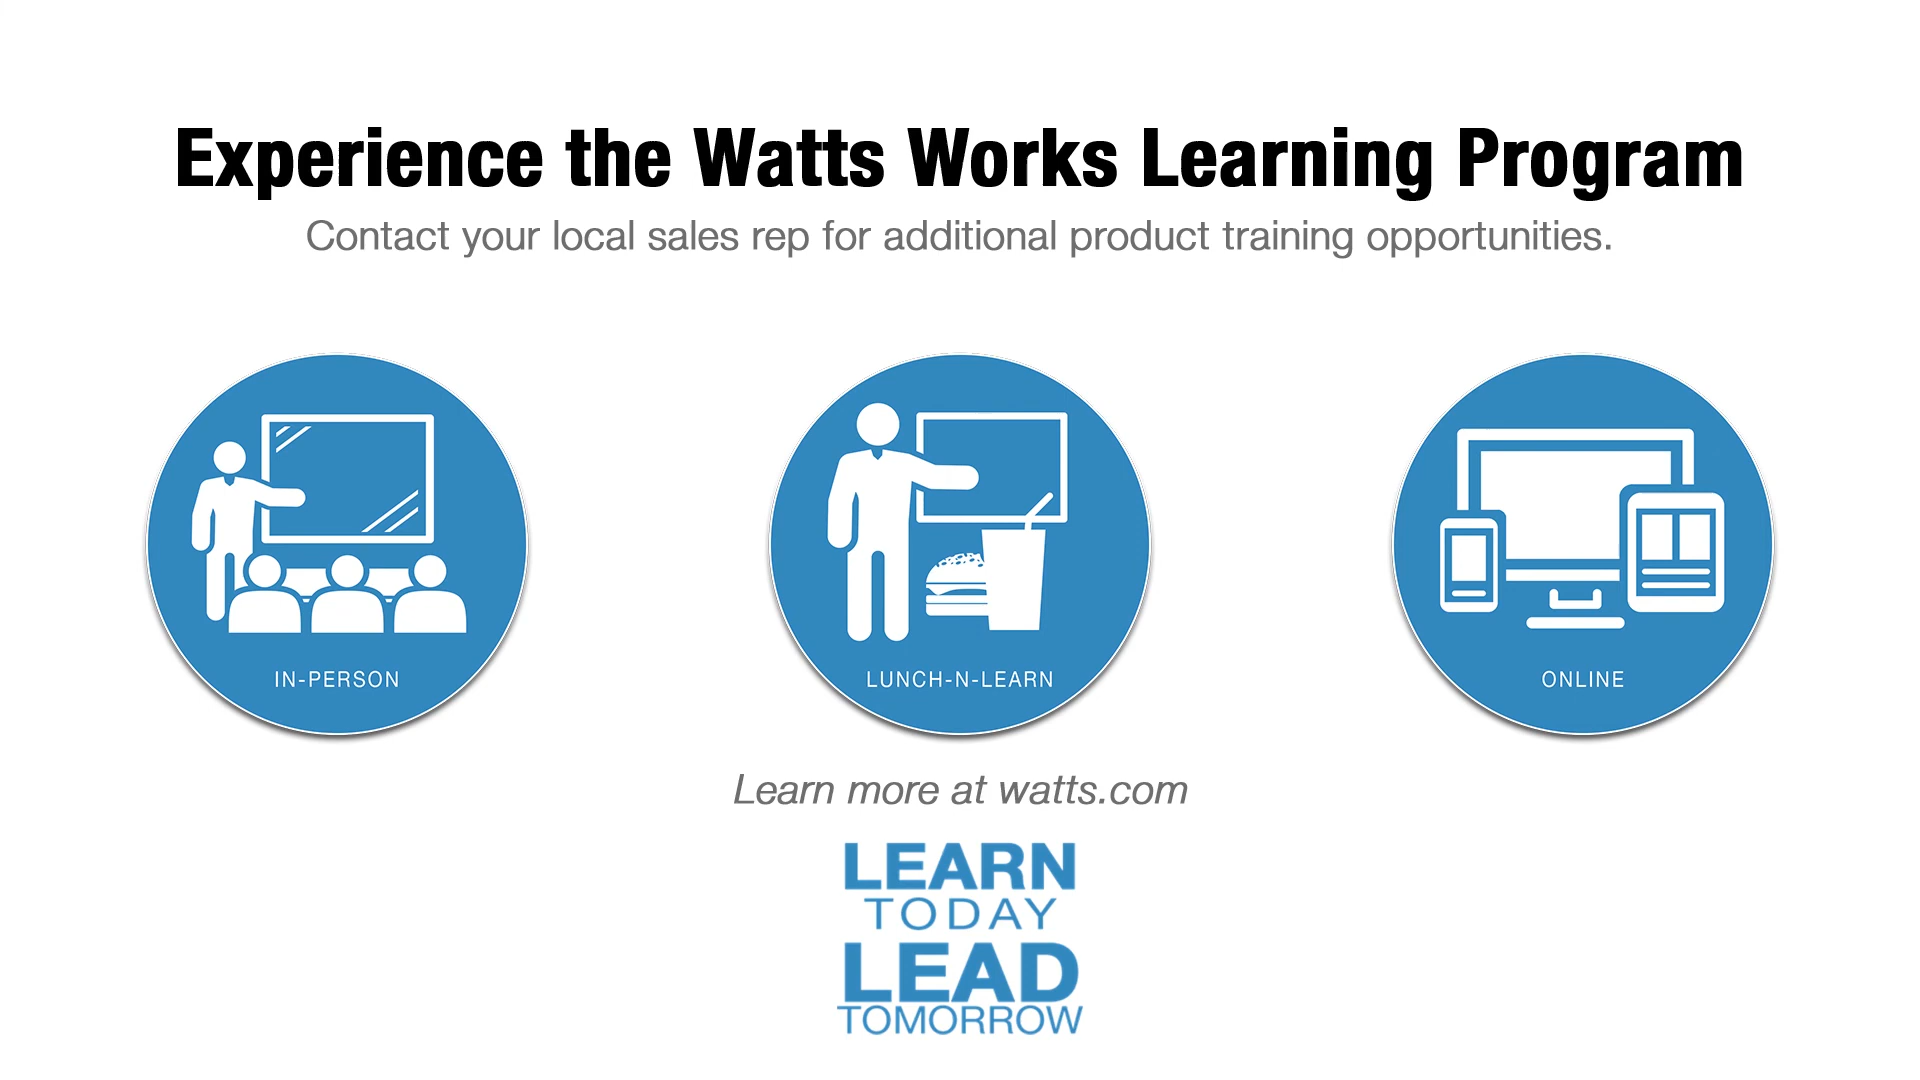 Experience the Watts Works Learning Program
Contact your local sales rep for additional product training opportunities.
IN-PERSON
LUNCH-N-LEARN
ONLINE
Learn more at watts.com
LEARN
TODAY
LEAD
TOMORROW